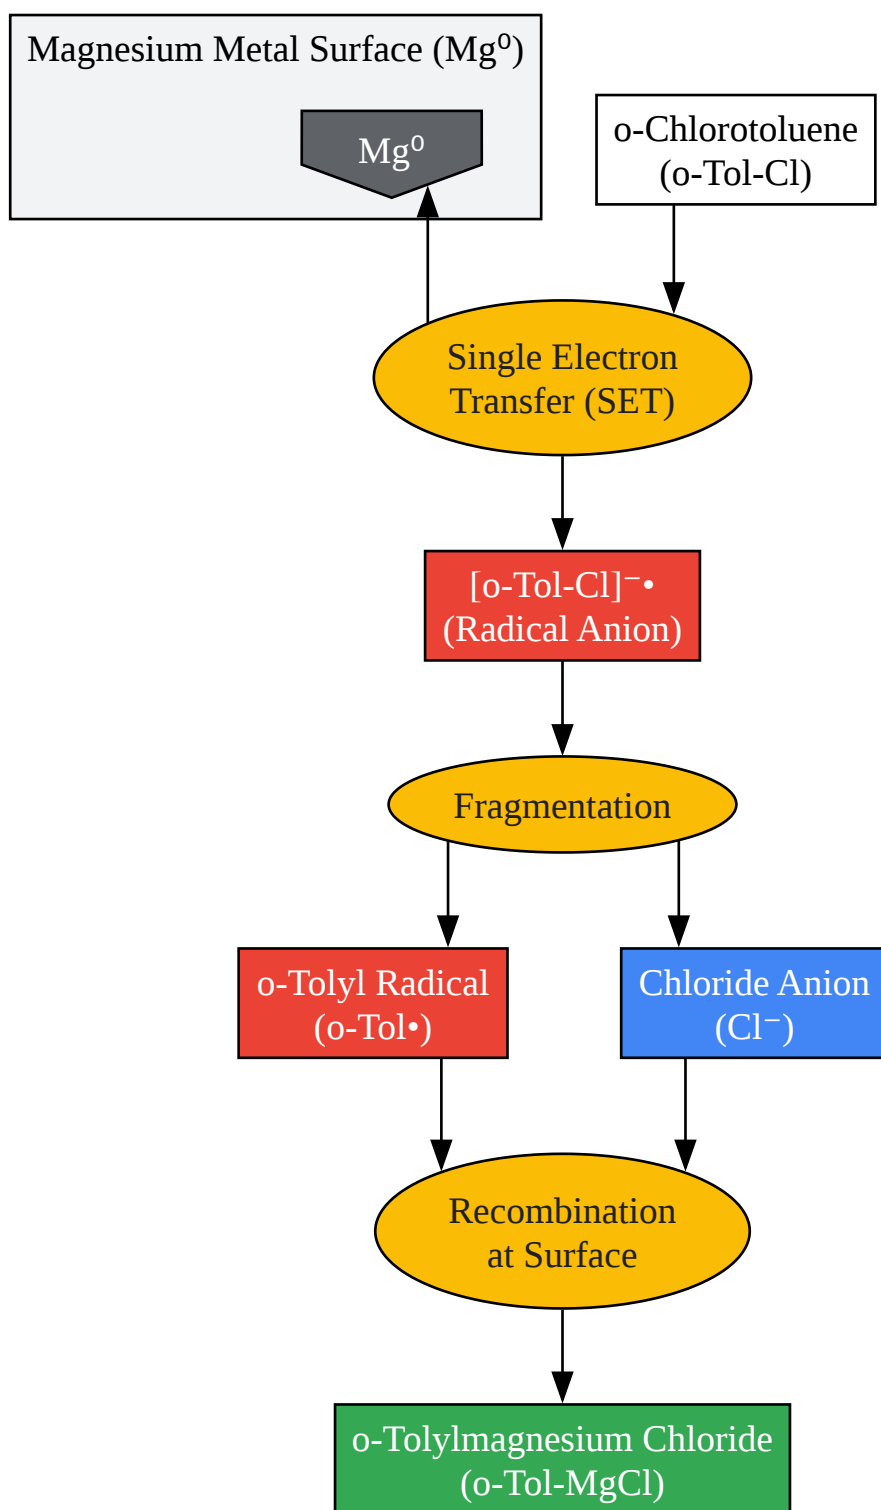 Magnesium Metal Surface (Mg⁰)
Mg⁰
o-Chlorotoluene
(o-Tol-Cl)
Single Electron
Transfer (SET)
[o-Tol-Cl]⁻•
(Radical Anion)
Fragmentation
o-Tolyl Radical
(o-Tol•)
Chloride Anion
(Cl⁻)
Recombination
at Surface
o-Tolylmagnesium Chloride
(o-Tol-MgCl)